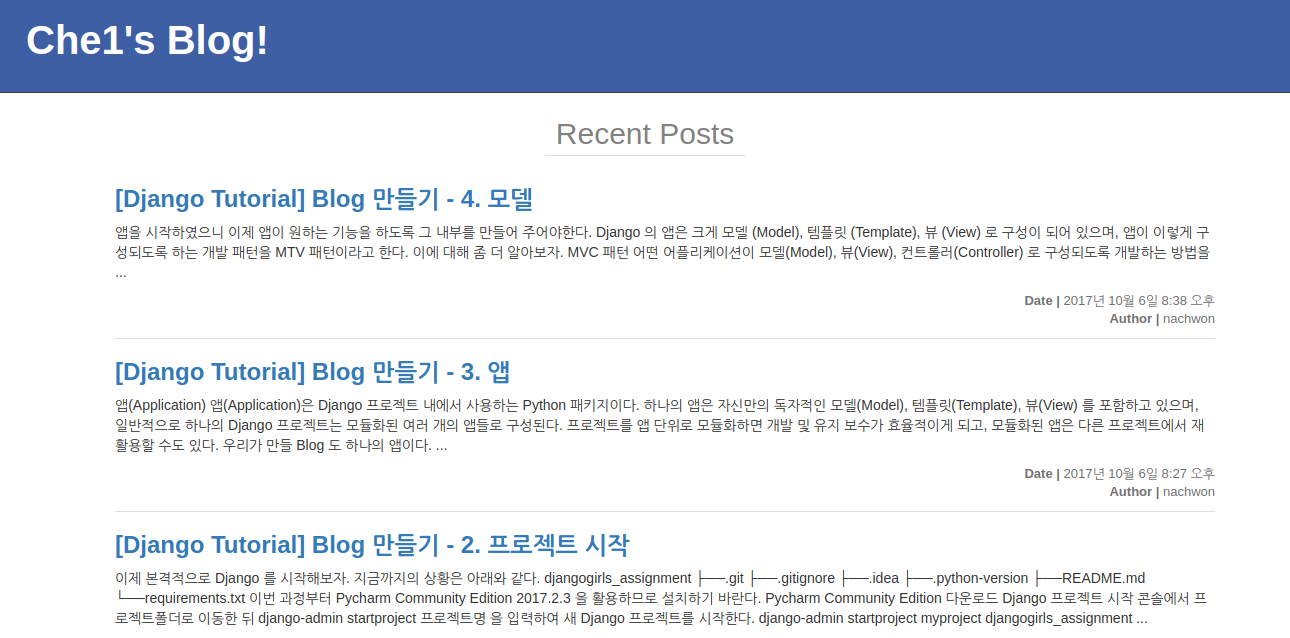 Che1's Blog!
Recent Posts
[Django Tutorial] Blog 만들기 - 4. 모델
앱을 시작하였으니 이제 앱이 원하는 기능을 하도록 그 내부를 만들어 주어야한다. Django 의 앱은 크게 모델 (Model), 템플릿 (Template), 뷰 (View) 로 구성이 되어 있으며, 앱이 이렇게 구
성되도록 하는 개발 패턴을 MTV 패턴이라고 한다. 이에 대해 좀 더 알아보자. MVC 패턴 어떤 어플리케이션이 모델(Model), 뷰(View), 컨트롤러(Controller) 로 구성되도록 개발하는 방법을
...
Date | 2017년 10월 6일 8:38 오후
Author | nachwon
[Django Tutorial] Blog 만들기 - 3. 앱
앱(Application) 앱(Application)은 Django 프로젝트 내에서 사용하는 Python 패키지이다. 하나의 앱은 자신만의 독자적인 모델(Model), 템플릿(Template), 뷰(View) 를 포함하고 있으며,
일반적으로 하나의 Django 프로젝트는 모듈화된 여러 개의 앱들로 구성된다. 프로젝트를 앱 단위로 모듈화하면 개발 및 유지 보수가 효율적이게 되고, 모듈화된 앱은 다른 프로젝트에서 재
활용할 수도 있다. 우리가 만들 Blog 도 하나의 앱이다. ...
Date | 2017년 10월 6일 8:27 오후
Author | nachwon
[Django Tutorial] Blog 만들기 - 2. 프로젝트 시작
이제 본격적으로 Django 를 시작해보자. 지금까지의 상황은 아래와 같다. djangogirls_assignment ├──.git ├──.gitignore ├──.idea ├──.python-version ├──README.md
└──requirements.txt 이번 과정부터 Pycharm Community Edition 2017.2.3 을 활용하므로 설치하기 바란다. Pycharm Community Edition 다운로드 Django 프로젝트 시작 콘솔에서 프
로젝트폴더로 이동한 뒤 django-admin startproject 프로젝트명 을 입력하여 새 Django 프로젝트를 시작한다. django-admin startproject myproject djangogirls_assignment ...